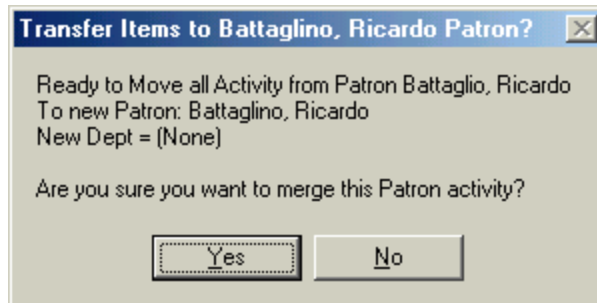 Transfer Items to Battaglino, Ricardo Patron?
Ready to Move all Activity from Patron Battaglio, Ricardo
To new Patron: Battaglino, Ricardo
New Dept = (None)
Are you sure you want to merge this Patron activity?
Yes
No